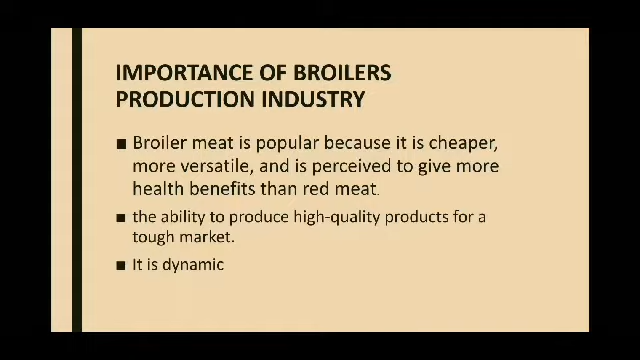 IMPORTANCE OF BROILERS
PRODUCTION INDUSTRY
■ Broiler meat is popular because it is cheaper,
more versatile, and is perceived to give more
health benefits than red meat.
■ the ability to produce high-quality products for a
tough market.
■ It is dynamic